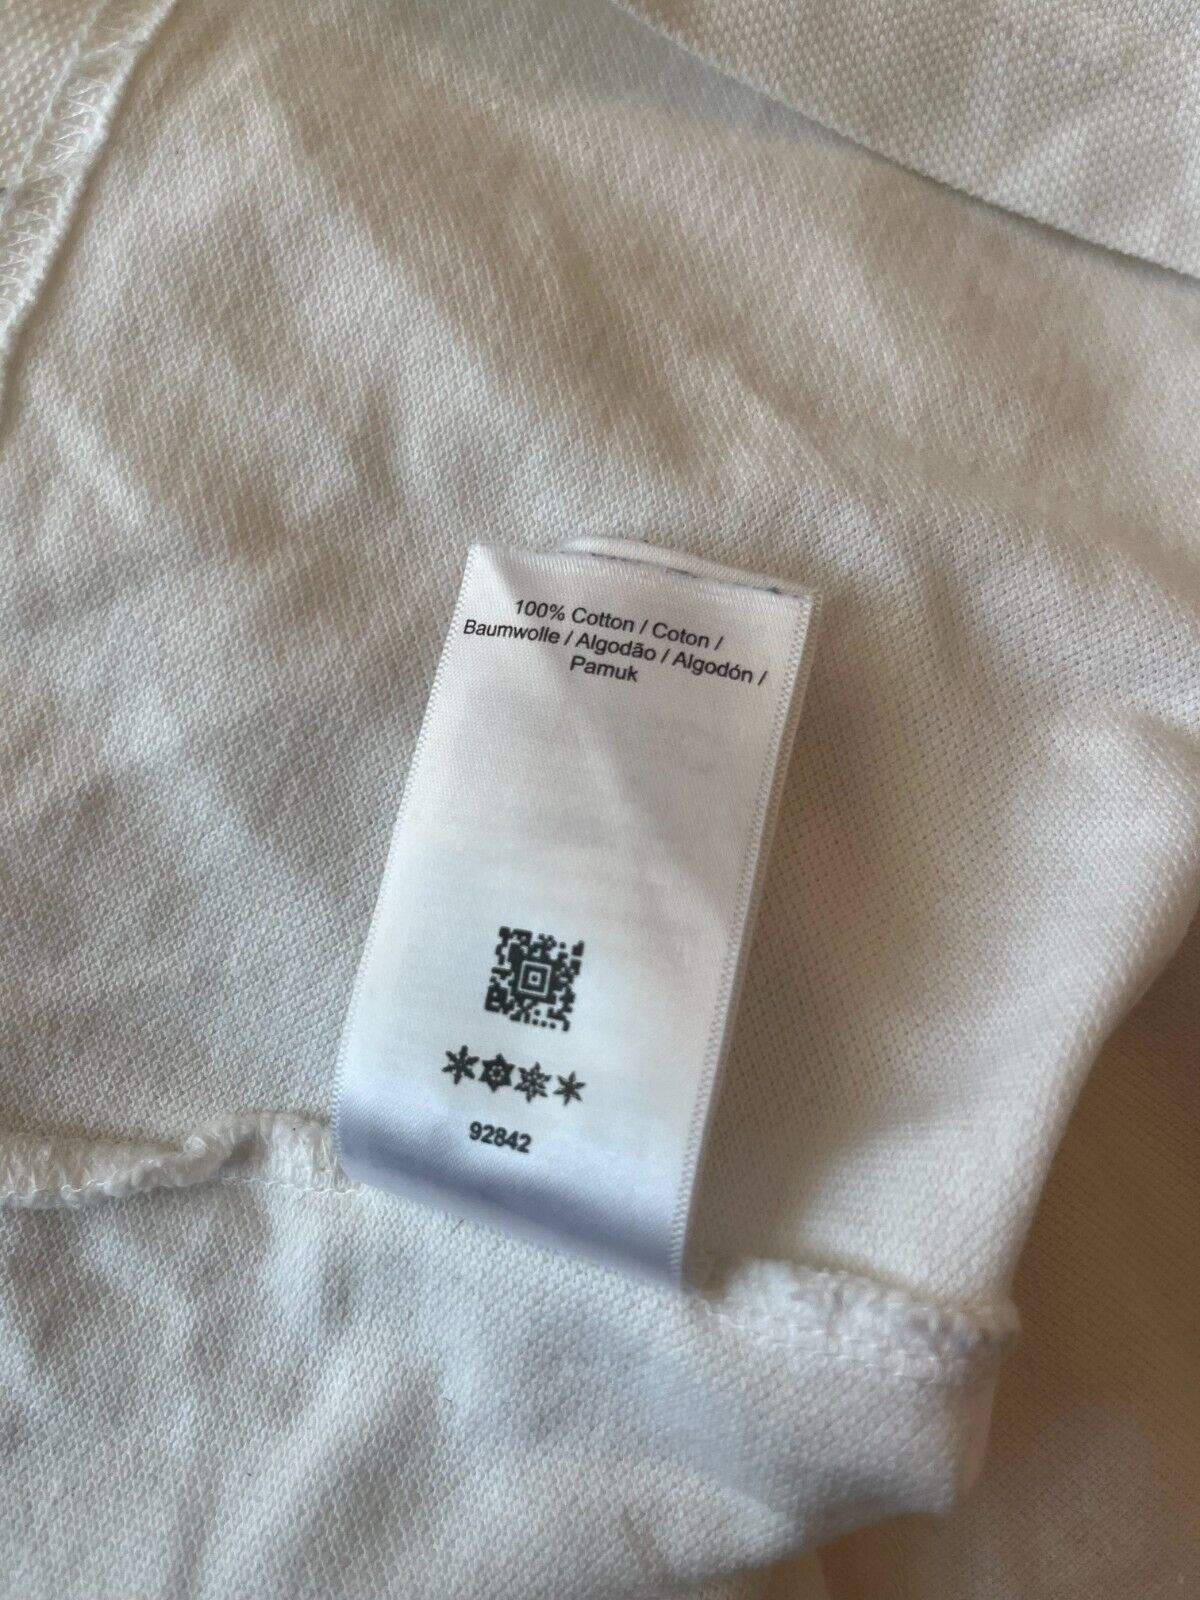 100% Cotton / Coton /
Baumwolle / Algodão / Algodón /
Pamuk
92842